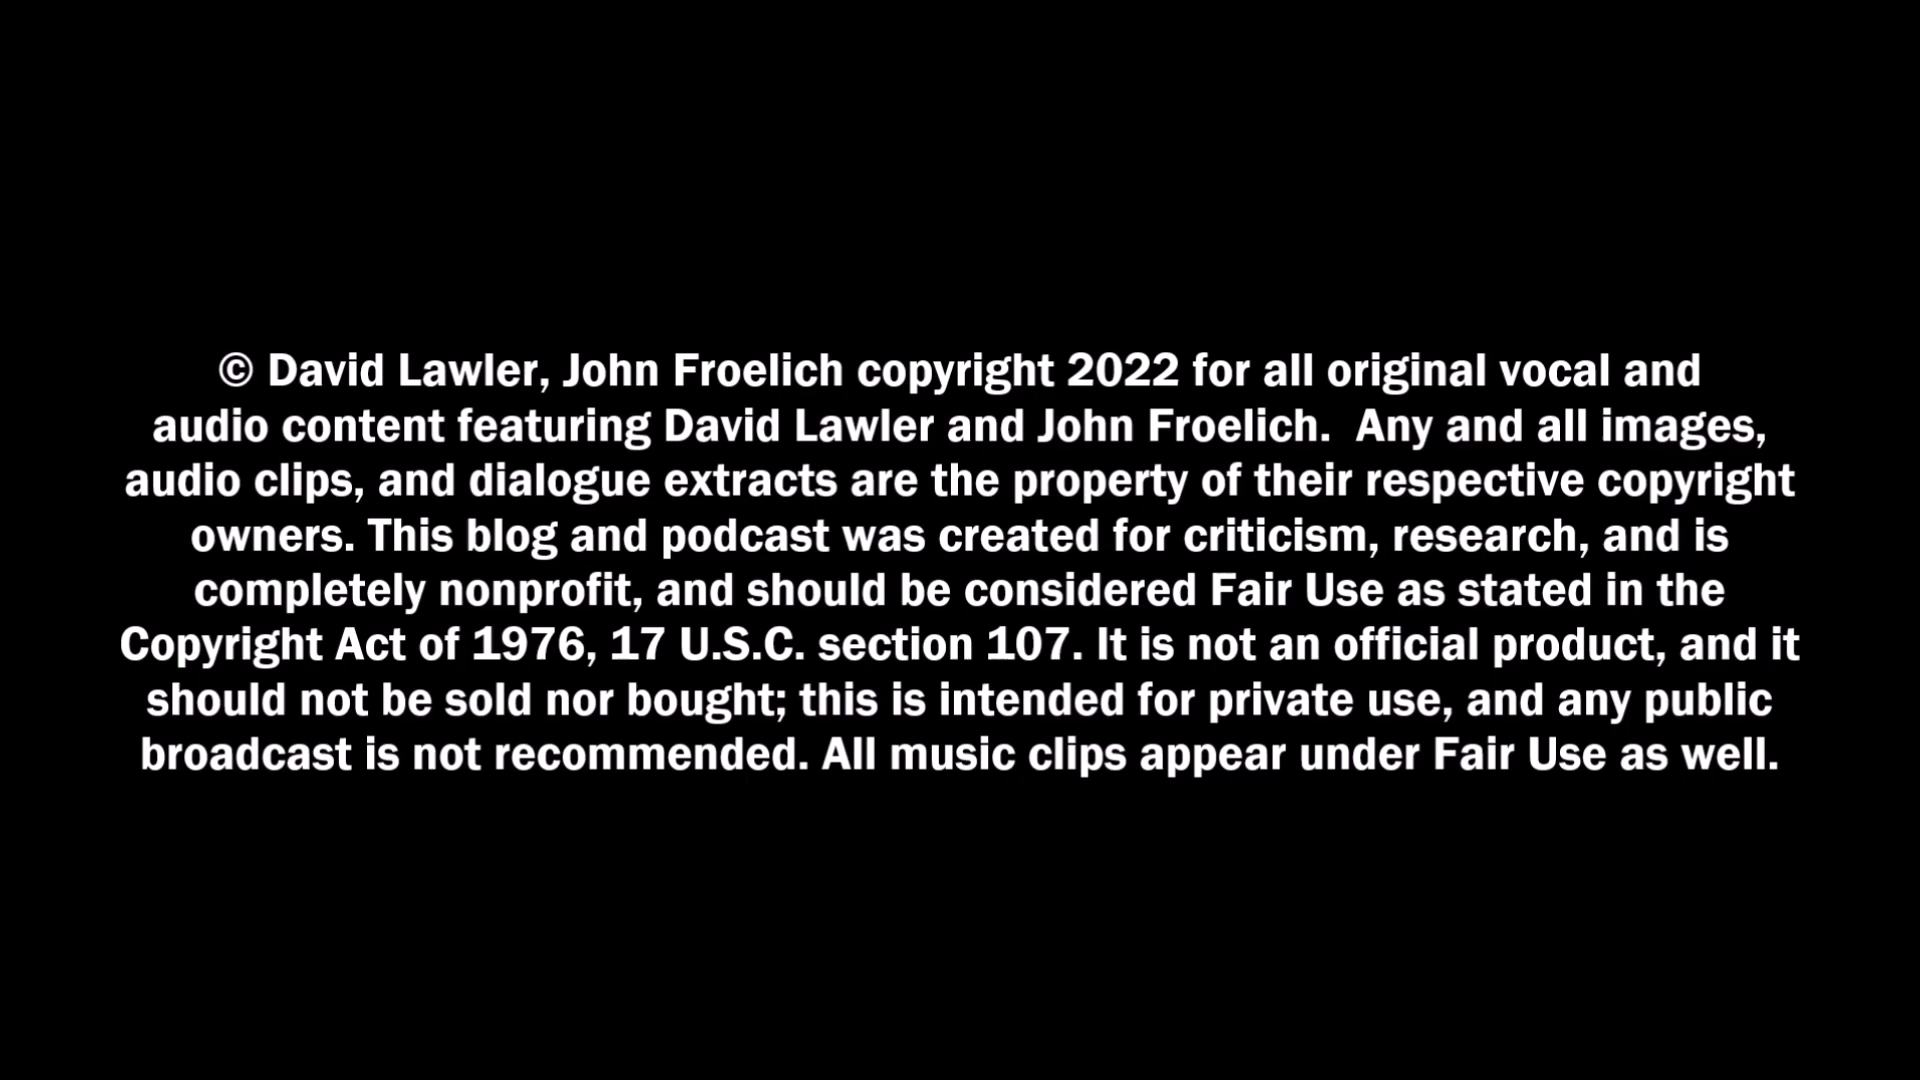 © David Lawler, John Froelich copyright 2022 for all original vocal and
audio content featuring David Lawler and John Froelich.  Any and all images,
audio clips, and dialogue extracts are the property of their respective copyright
owners. This blog and podcast was created for criticism, research, and is
completely nonprofit, and should be considered Fair Use as stated in the
Copyright Act of 1976, 17 U.S.C. section 107. It is not an official product, and it
should not be sold nor bought; this is intended for private use, and any public
broadcast is not recommended. All music clips appear under Fair Use as well.